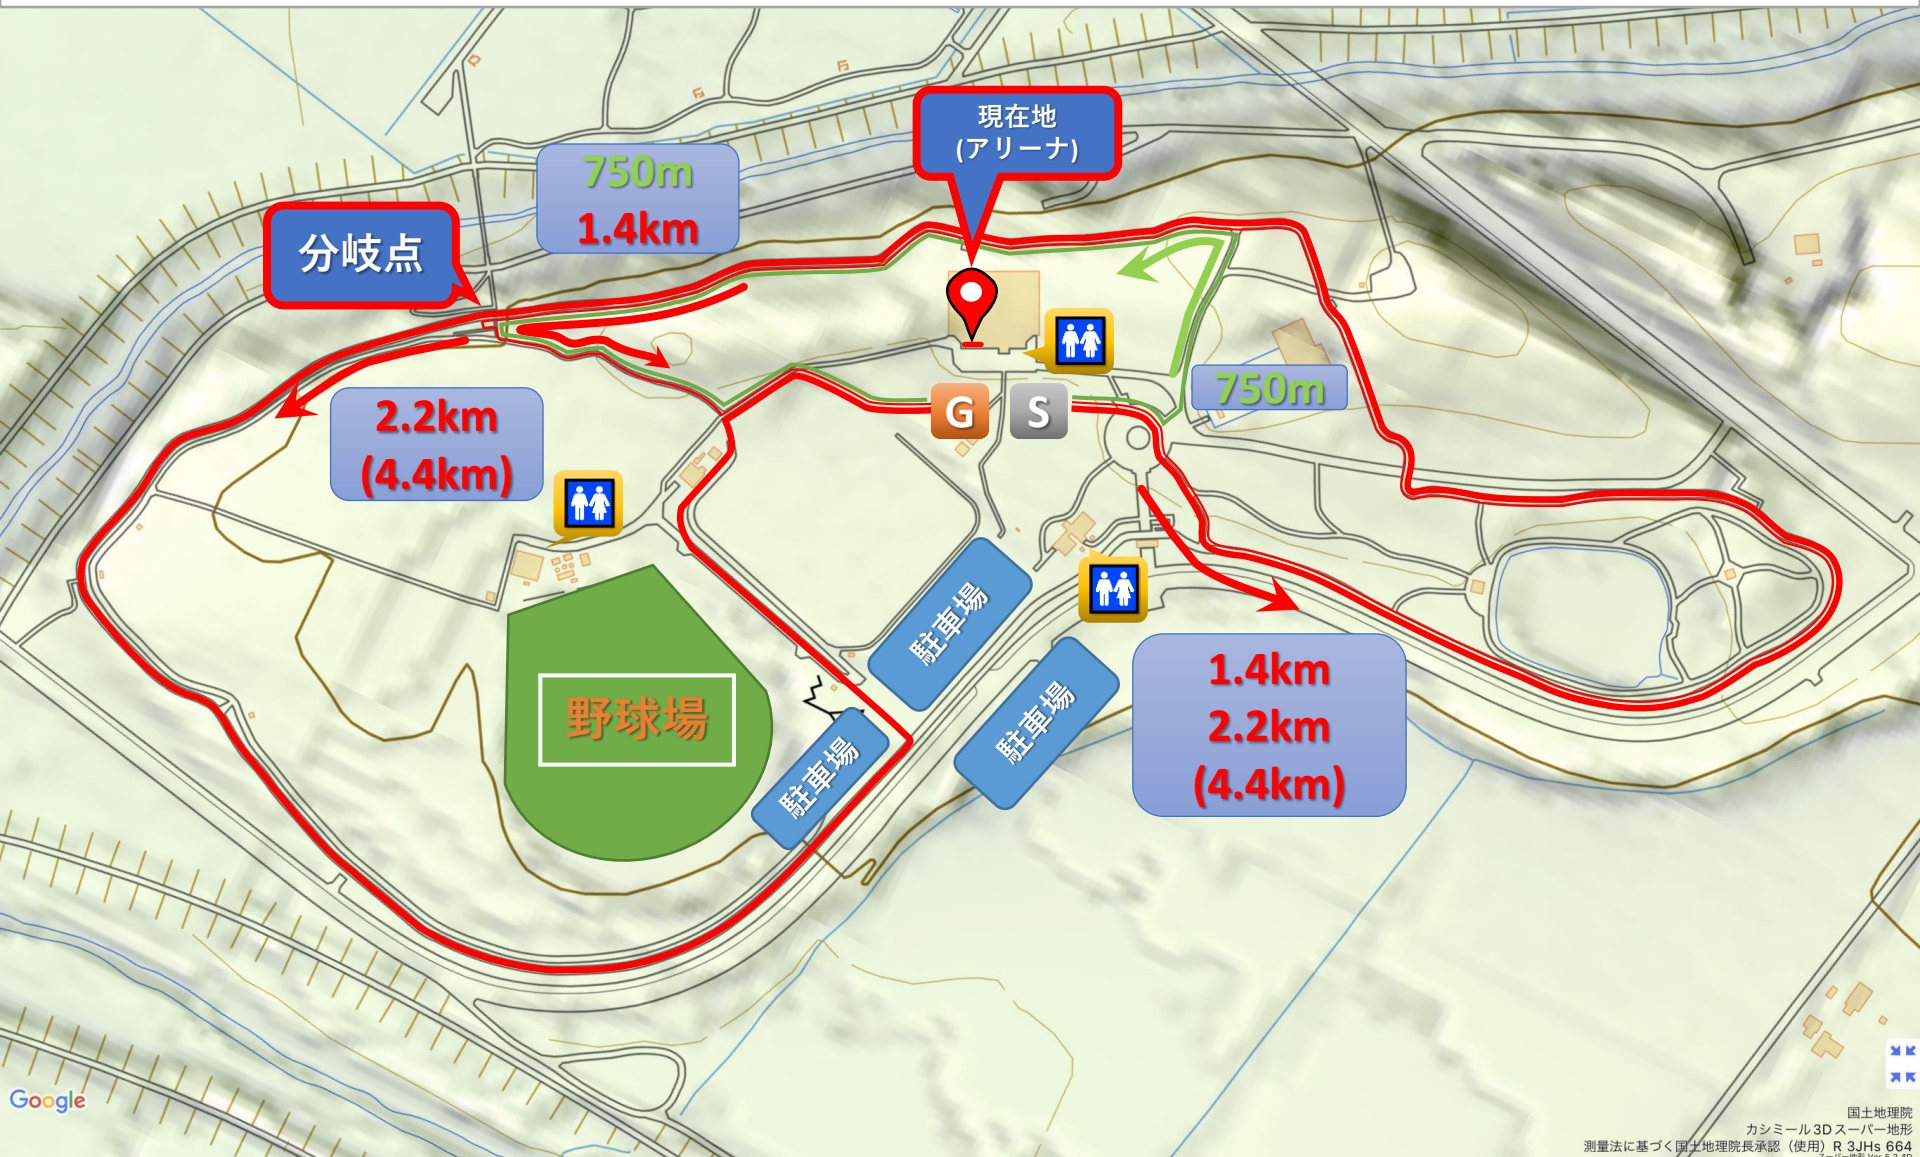 現在地
(アリーナ)
750m
1.4km
分岐点
750m
G
S
2.2km
(4.4km)
駐車場
駐車場
駐車場
野球場
1.4km
2.2km
(4.4km)
Google
国土地理院
カシミール3Dスーパー地形
測量法に基づく国土地理院長承認（使用）R 3JHs 664